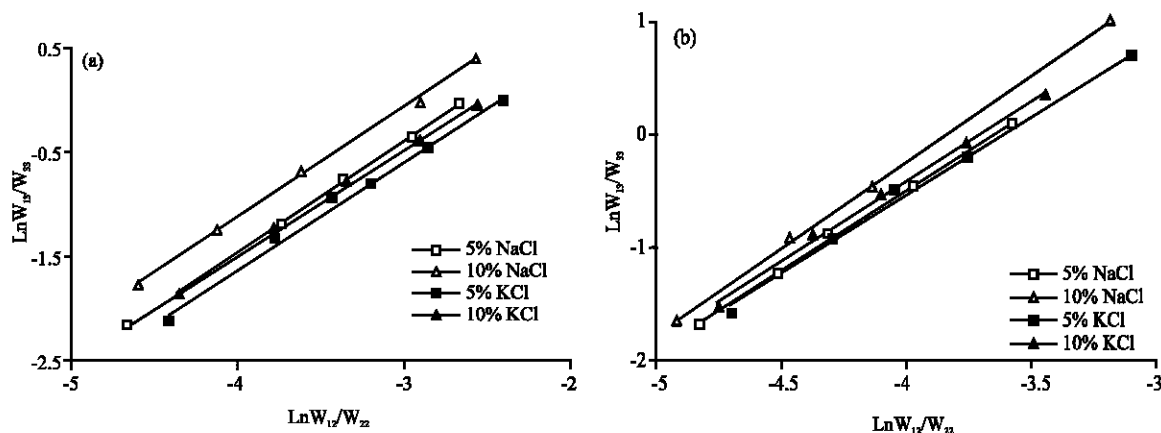 (a)
0.5
-0.5
-1.5
-2.5
LnW₁₃/W₃₃
-5 -4 -3 -2
LnW₁₂/W₂₂
5% NaCl
10% NaCl
5% KCl
10% KCl
(b)
1
0
-1
-2
LnW₁₃/W₃₃
-5 -4.5 -4 -3.5 -3
LnW₁₂/W₂₂
5% NaCl
10% NaCl
5% KCl
10% KCl